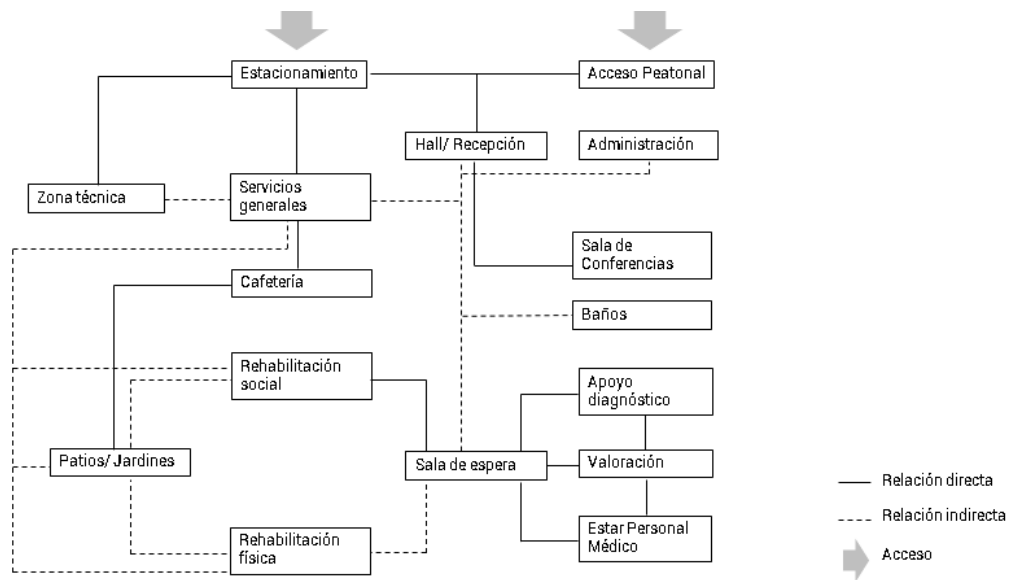 Estacionamiento
Acceso Peatonal
Hall/ Recepción
Administración
Zona técnica
Servicios
generales
Sala de
Conferencias
Cafetería
Baños
Rehabilitación
social
Apoyo
diagnóstico
Patios/ Jardines
Sala de espera
Valoración
Relación directa
Relación indirecta
Estar Personal
Médico
Rehabilitación
física
Acceso